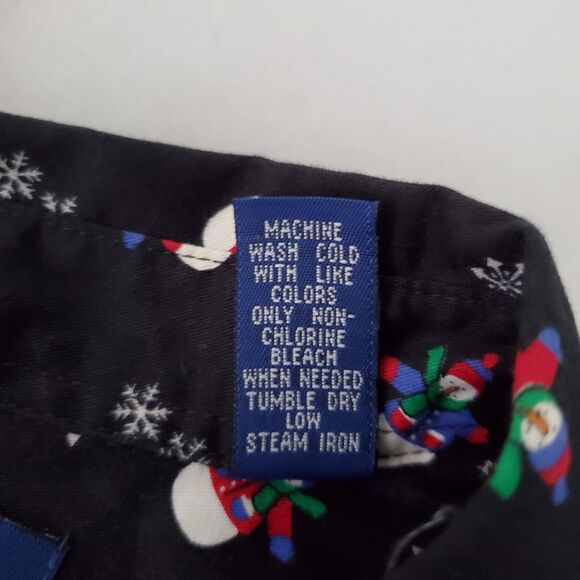 MACHINE
WASH COLD
WITH LIKE
COLORS
ONLY NON-
CHLORINE
BLEACH
WHEN NEEDED
TUMBLE DRY
LOW
STEAM IRON